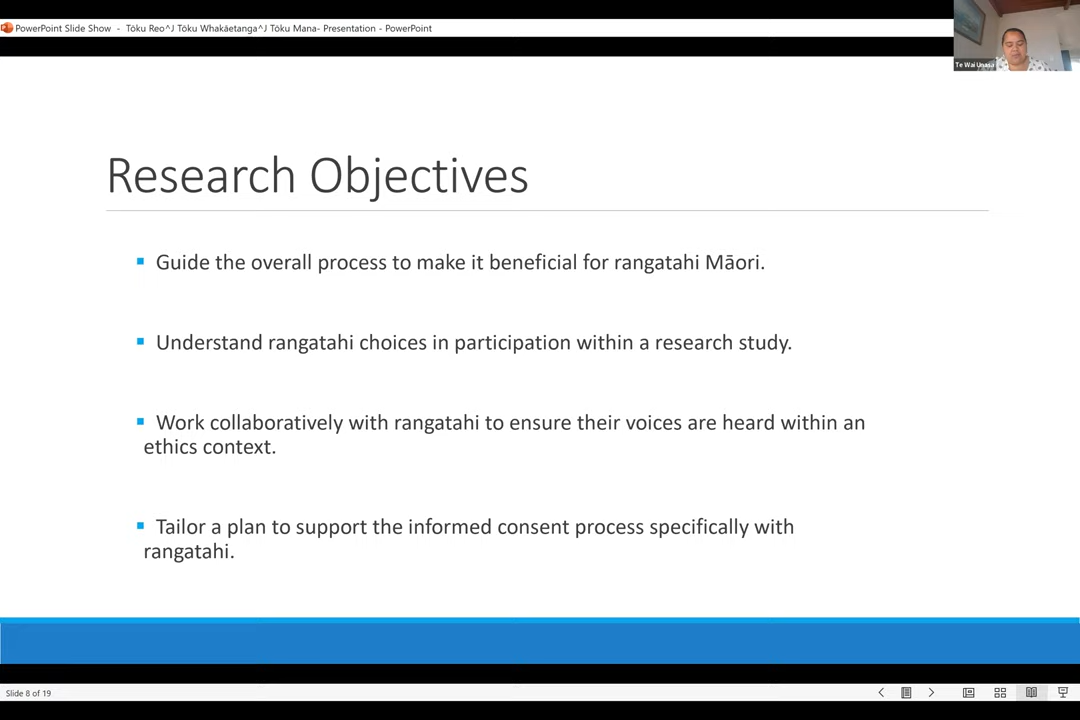 PowerPoint Slide Show - Tōku Reo^J Tōku Whakāetanga^J Tōku Mana- Presentation - PowerPoint
Te Wai Unasa
Research Objectives
Guide the overall process to make it beneficial for rangatahi Māori.
Understand rangatahi choices in participation within a research study.
Work collaboratively with rangatahi to ensure their voices are heard within an
ethics context.
Tailor a plan to support the informed consent process specifically with
rangatahi.
Slide 8 of 19